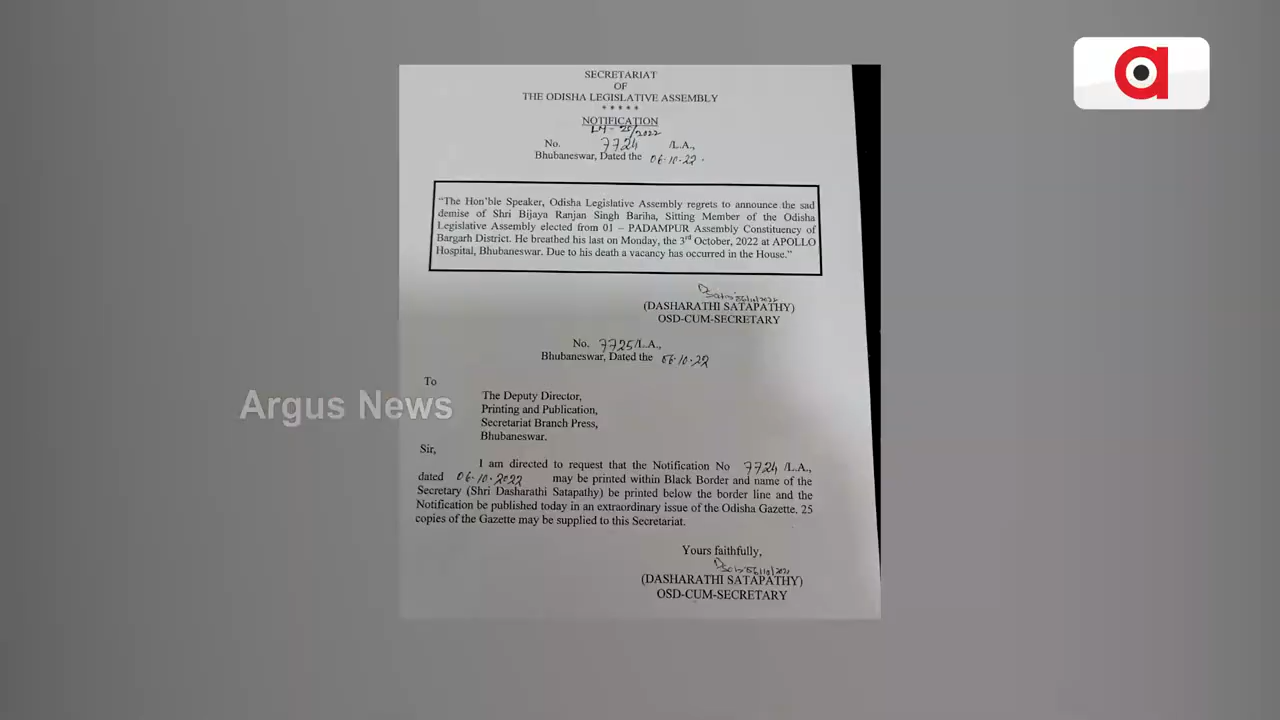 a
SECRETARIAT
OF
THE ODISHA LEGISLATIVE ASSEMBLY
*****
NOTIFICATION
LM-25/2022
No. 7724 /L.A.,
Bhubaneswar, Dated the 06.10.22.
“The Hon’ble Speaker, Odisha Legislative Assembly regrets to announce the sad
demise of Shri Bijaya Ranjan Singh Bariha, Sitting Member of the Odisha
Legislative Assembly elected from 01 – PADAMPUR Assembly Constituency of
Bargarh District. He breathed his last on Monday, the 3rd October, 2022 at APOLLO
Hospital, Bhubaneswar. Due to his death a vacancy has occurred in the House.”
(DASHARATHI SATAPATHY)
OSD-CUM-SECRETARY
No. 7725/L.A.,
Bhubaneswar, Dated the 06.10.22
To
The Deputy Director,
Printing and Publication,
Secretariat Branch Press,
Bhubaneswar.
Argus News
Sir,
I am directed to request that the Notification No 7724 /L.A.,
dated 06.10.2022 may be printed within Black Border and name of the
Secretary (Shri Dasharathi Satapathy) be printed below the border line and the
Notification be published today in an extraordinary issue of the Odisha Gazette. 25
copies of the Gazette may be supplied to this Secretariat.
Yours faithfully,
(DASHARATHI SATAPATHY)
OSD-CUM-SECRETARY